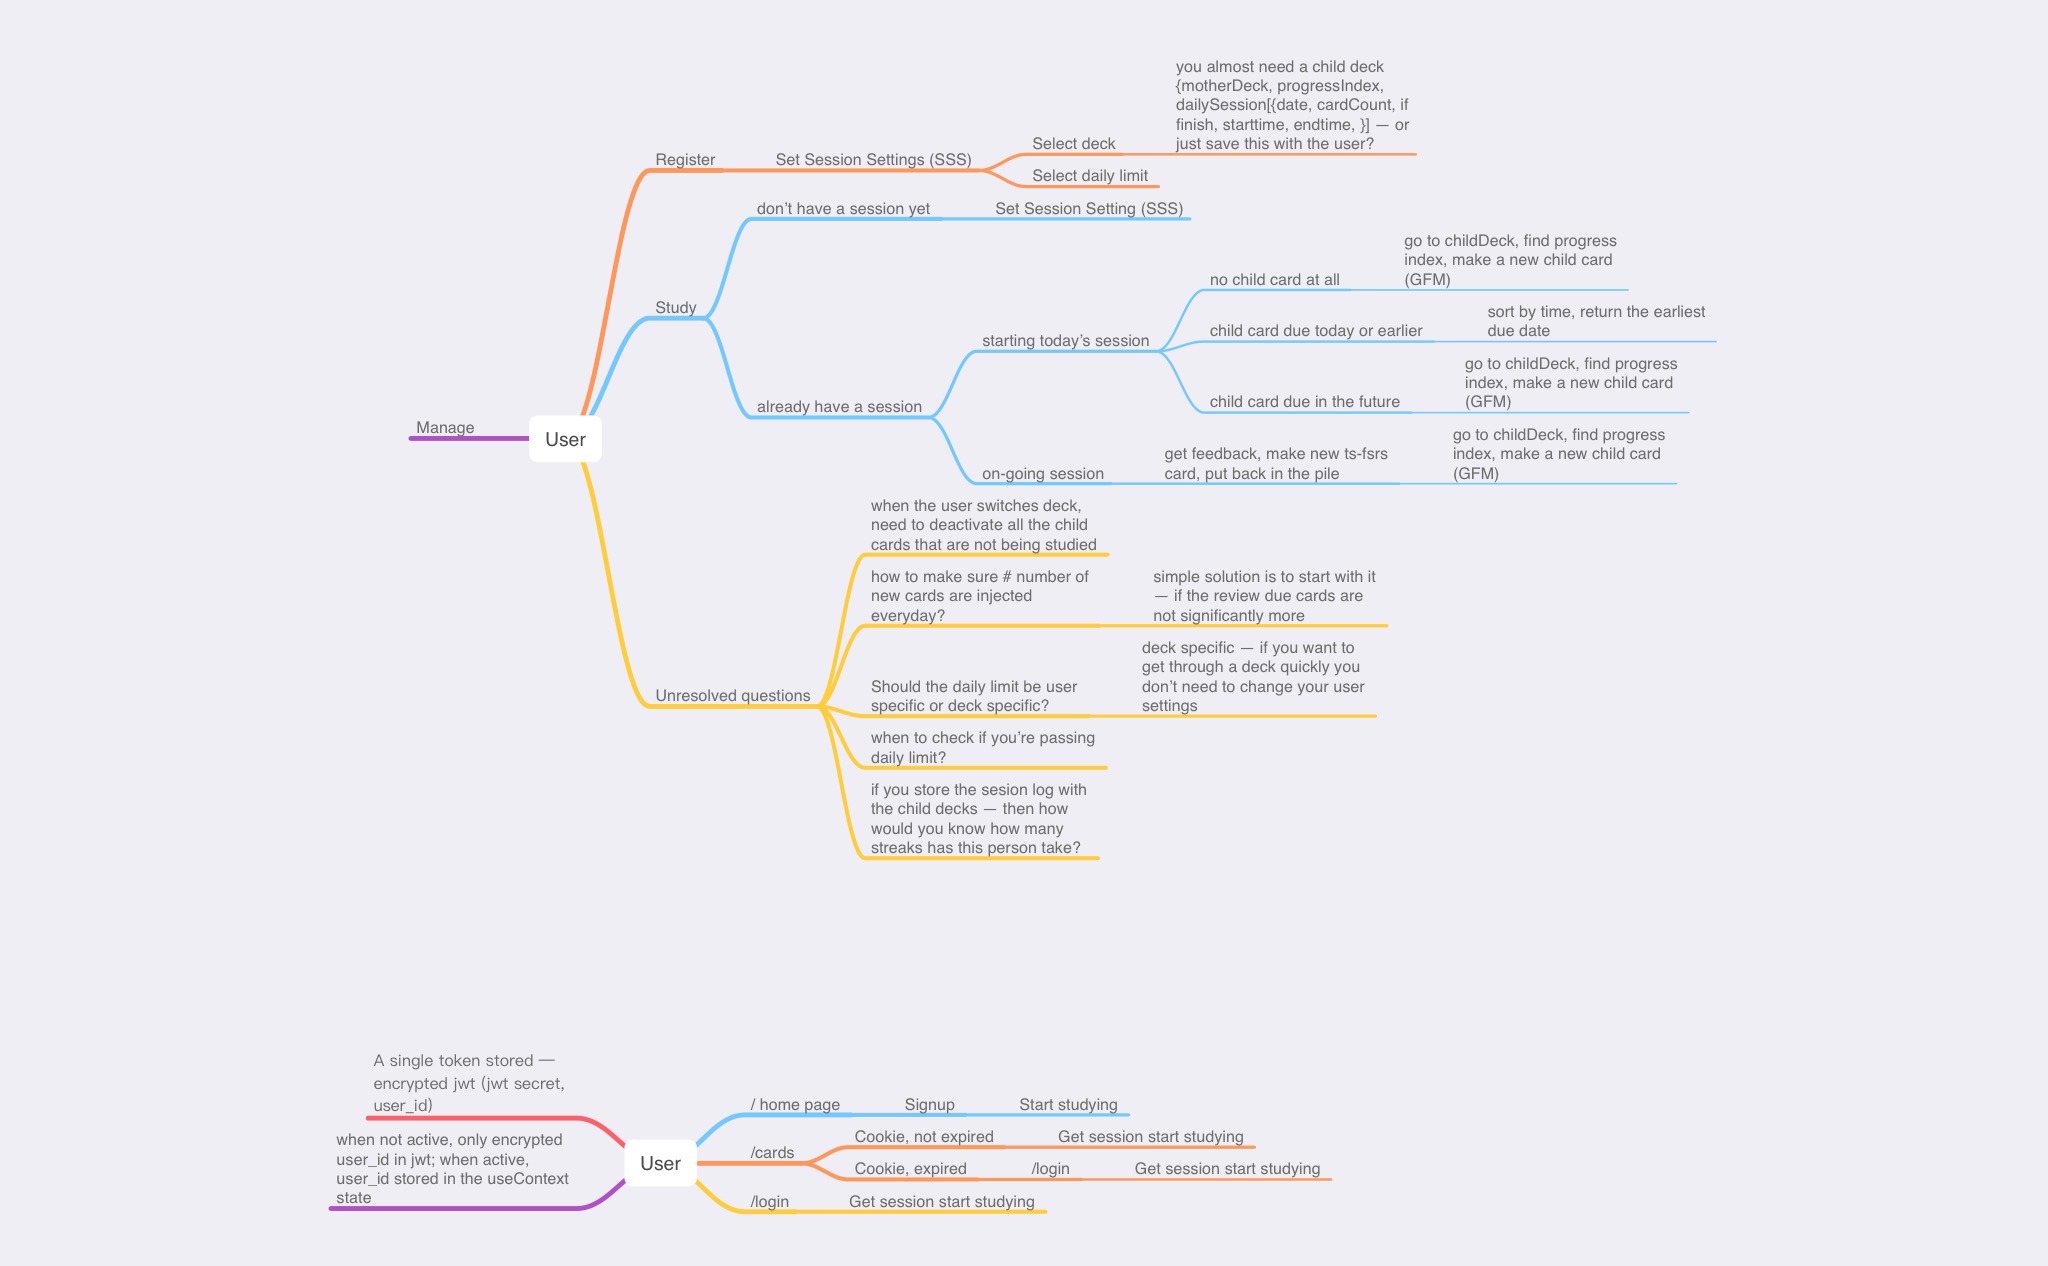 you almost need a child deck
{motherDeck, progressIndex,
dailySession[{date, cardCount, if
finish, starttime, endtime, }] — or
just save this with the user?
Select deck
Register
Set Session Settings (SSS)
Select daily limit
don't have a session yet
Set Session Setting (SSS)
go to childDeck, find progress
index, make a new child card
(GFM)
no child card at all
Study
sort by time, return the earliest
due date
child card due today or earlier
starting today's session
go to childDeck, find progress
index, make a new child card
(GFM)
child card due in the future
already have a session
Manage
User
go to childDeck, find progress
index, make a new child card
(GFM)
get feedback, make new ts-fsrs
card, put back in the pile
on-going session
when the user switches deck,
need to deactivate all the child
cards that are not being studied
how to make sure # number of
new cards are injected
everyday?
simple solution is to start with it
— if the review due cards are
not significantly more
deck specific — if you want to
get through a deck quickly you
don't need to change your user
settings
Unresolved questions
Should the daily limit be user
specific or deck specific?
when to check if you're passing
daily limit?
if you store the sesion log with
the child decks — then how
would you know how many
streaks has this person take?
A single token stored —
encrypted jwt (jwt secret,
user_id)
/ home page
Signup
Start studying
when not active, only encrypted
user_id in jwt; when active,
user_id stored in the useContext
state
User
/cards
Cookie, not expired
Get session start studying
Cookie, expired
/login
Get session start studying
/login
Get session start studying